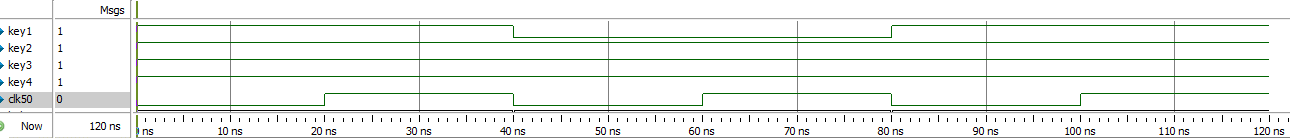 Msgs
key1 1
key2 1
key3 1
key4 1
clk50 0
Now 120 ns ns 10 ns 20 ns 30 ns 40 ns 50 ns 60 ns 70 ns 80 ns 90 ns 100 ns 110 ns 120 ns